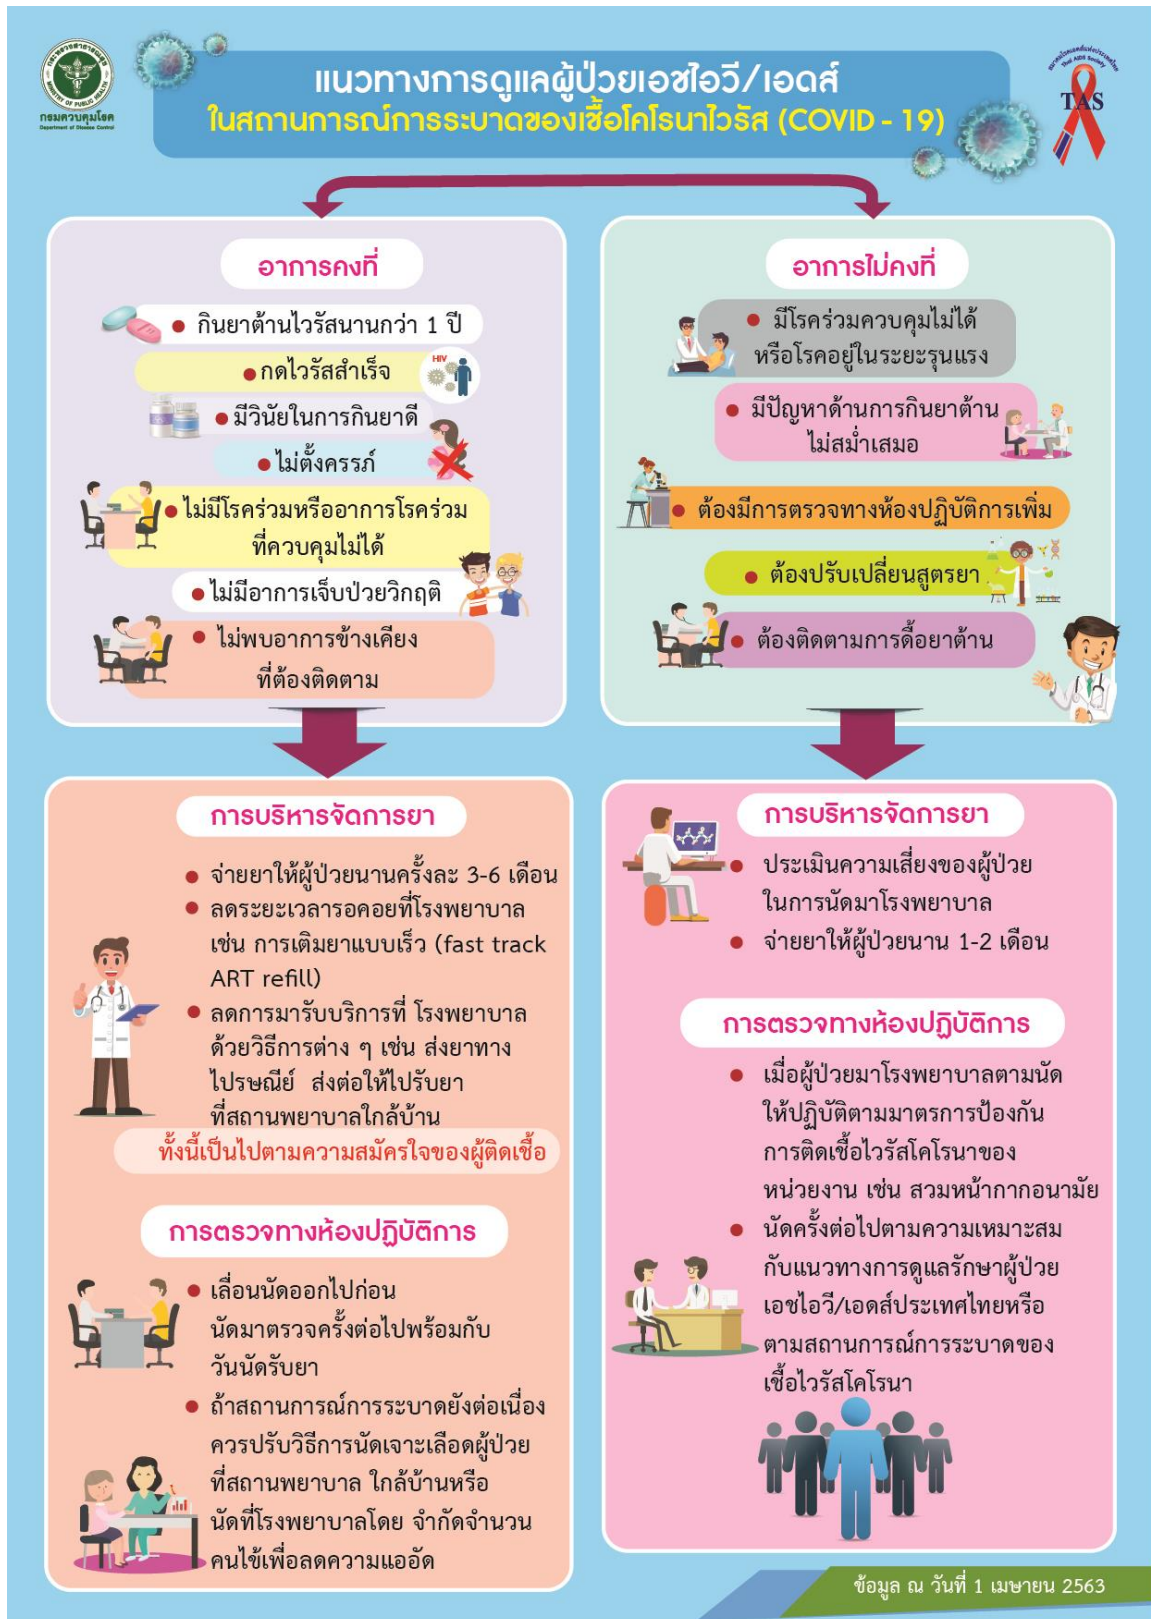 กระทรวงสาธารณสุข
MINISTRY OF PUBLIC HEALTH
กรมควบคุมโรค
Department of Disease Control
แนวทางการดูแลผู้ป่วยเอชไอวี/เอดส์
ในสถานการณ์การระบาดของเชื้อโคโรนาไวรัส (COVID - 19)
สมาคมโรคเอดส์แห่งประเทศไทย
Thai AIDS Society
TAS
อาการคงที่
• กินยาต้านไวรัสนานกว่า 1 ปี
• กดไวรัสสำเร็จ
HIV
• มีวินัยในการกินยาดี
• ไม่ตั้งครรภ์
• ไม่มีโรคร่วมหรืออาการโรคร่วม
ที่ควบคุมไม่ได้
• ไม่มีอาการเจ็บป่วยวิกฤติ
• ไม่พบอาการข้างเคียง
ที่ต้องติดตาม
อาการไม่คงที่
• มีโรคร่วมควบคุมไม่ได้
หรือโรคอยู่ในระยะรุนแรง
• มีปัญหาด้านการกินยาต้าน
ไม่สม่ำเสมอ
• ต้องมีการตรวจทางห้องปฏิบัติการเพิ่ม
• ต้องปรับเปลี่ยนสูตรยา
• ต้องติดตามการดื้อยาต้าน
การบริหารจัดการยา
• จ่ายยาให้ผู้ป่วยนานครั้งละ 3-6 เดือน
• ลดระยะเวลารอคอยที่โรงพยาบาล
เช่น การเติมยาแบบเร็ว (fast track
ART refill)
• ลดการมารับบริการที่ โรงพยาบาล
ด้วยวิธีการต่าง ๆ เช่น ส่งยาทาง
ไปรษณีย์ ส่งต่อให้ไปรับยา
ที่สถานพยาบาลใกล้บ้าน
ทั้งนี้เป็นไปตามความสมัครใจของผู้ติดเชื้อ
การตรวจทางห้องปฏิบัติการ
• เลื่อนนัดออกไปก่อน
นัดมาตรวจครั้งต่อไปพร้อมกับ
วันนัดรับยา
• ถ้าสถานการณ์การระบาดยังต่อเนื่อง
ควรปรับวิธีการนัดเจาะเลือดผู้ป่วย
ที่สถานพยาบาล ใกล้บ้านหรือ
นัดที่โรงพยาบาลโดย จำกัดจำนวน
คนไข้เพื่อลดความแออัด
การบริหารจัดการยา
• ประเมินความเสี่ยงของผู้ป่วย
ในการนัดมาโรงพยาบาล
• จ่ายยาให้ผู้ป่วยนาน 1-2 เดือน
การตรวจทางห้องปฏิบัติการ
• เมื่อผู้ป่วยมาโรงพยาบาลตามนัด
ให้ปฏิบัติตามมาตรการป้องกัน
การติดเชื้อไวรัสโคโรนาของ
หน่วยงาน เช่น สวมหน้ากากอนามัย
• นัดครั้งต่อไปตามความเหมาะสม
กับแนวทางการดูแลรักษาผู้ป่วย
เอชไอวี/เอดส์ประเทศไทยหรือ
ตามสถานการณ์การระบาดของ
เชื้อไวรัสโคโรนา
ข้อมูล ณ วันที่ 1 เมษายน 2563